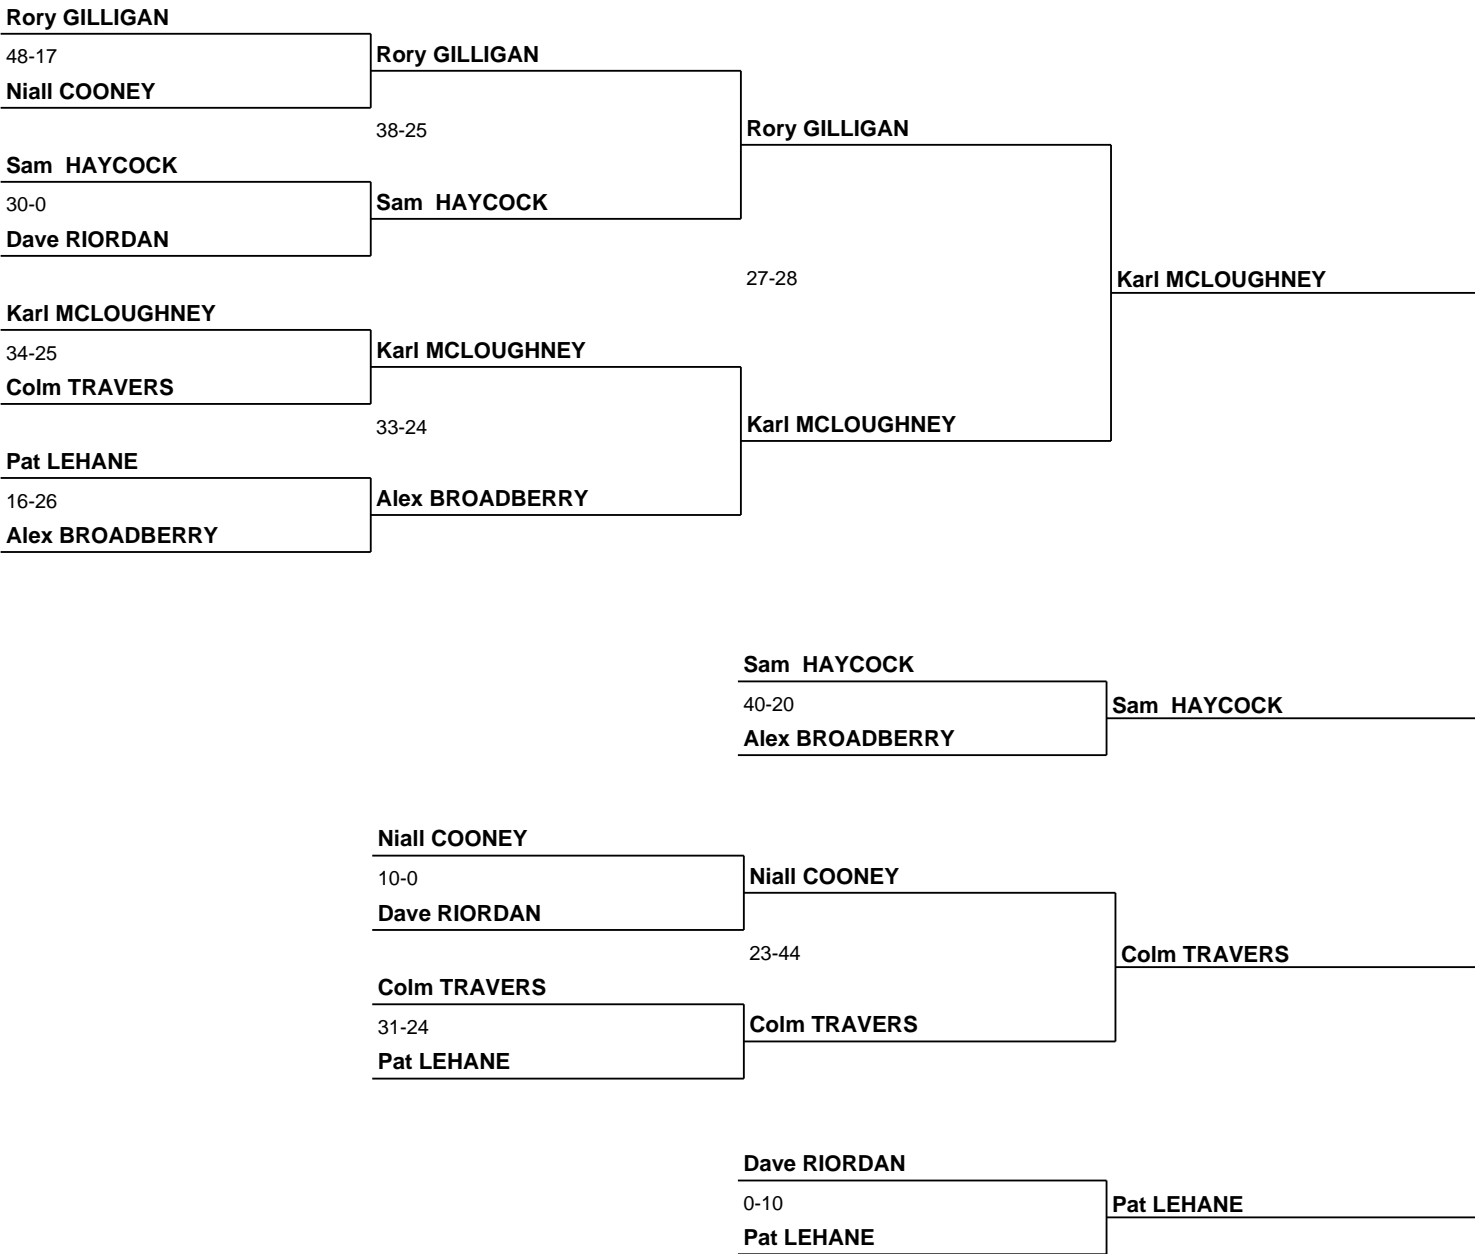 Rory GILLIGAN
48-17
Niall COONEY
Rory GILLIGAN
38-25
Sam  HAYCOCK
30-0
Dave RIORDAN
Sam  HAYCOCK
Rory GILLIGAN
27-28
Karl MCLOUGHNEY
Karl MCLOUGHNEY
34-25
Colm TRAVERS
Karl MCLOUGHNEY
33-24
Karl MCLOUGHNEY
Pat LEHANE
16-26
Alex BROADBERRY
Alex BROADBERRY
Sam  HAYCOCK
40-20
Alex BROADBERRY
Sam  HAYCOCK
Niall COONEY
10-0
Dave RIORDAN
Niall COONEY
23-44
Colm TRAVERS
Colm TRAVERS
31-24
Pat LEHANE
Colm TRAVERS
Dave RIORDAN
0-10
Pat LEHANE
Pat LEHANE